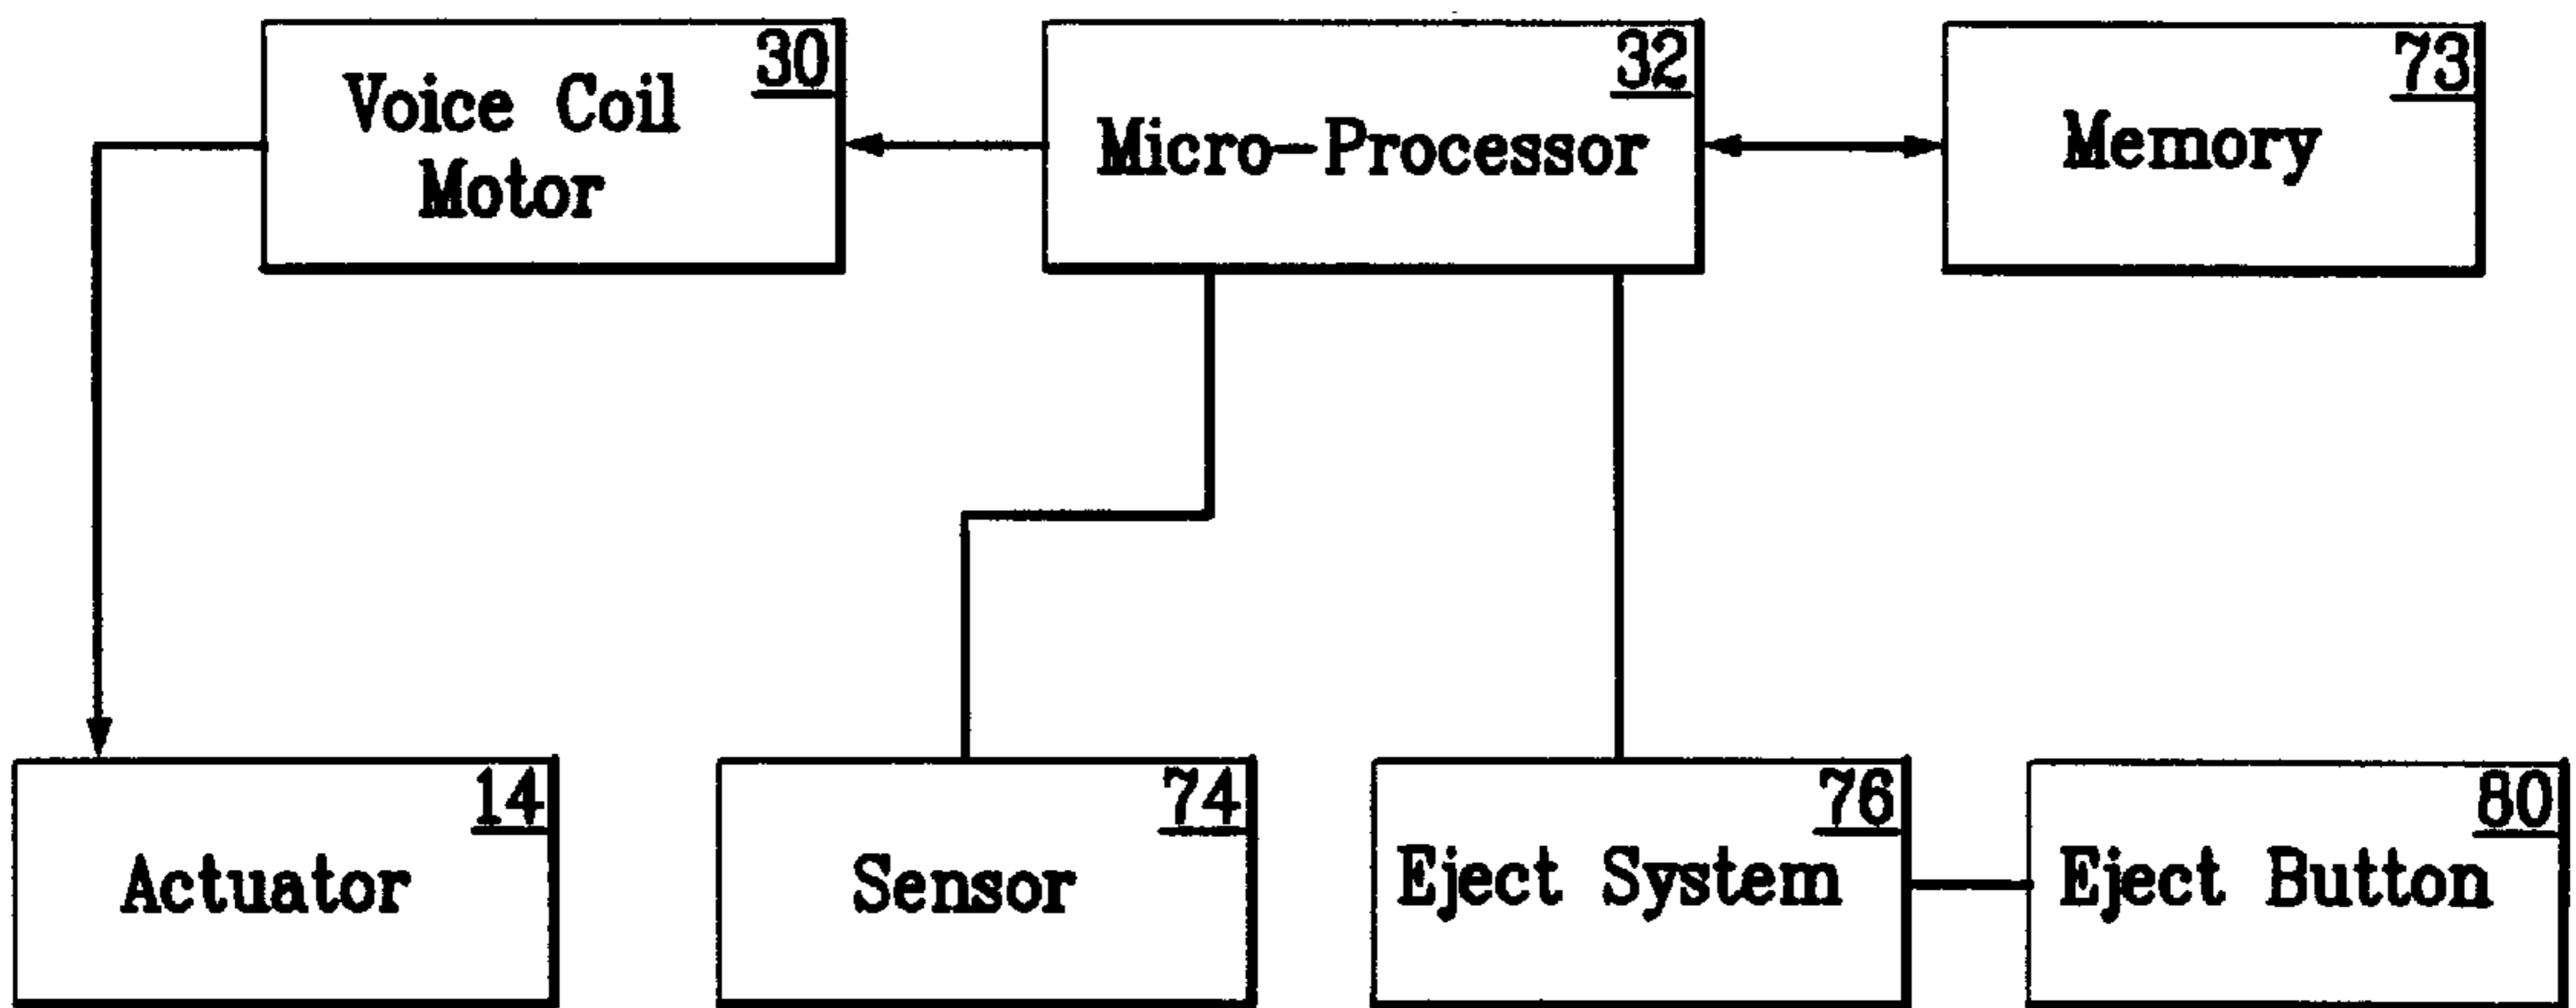 30
Voice Coil
Motor
32
Micro-Processor
73
Memory
14
Actuator
74
Sensor
76
Eject System
80
Eject Button